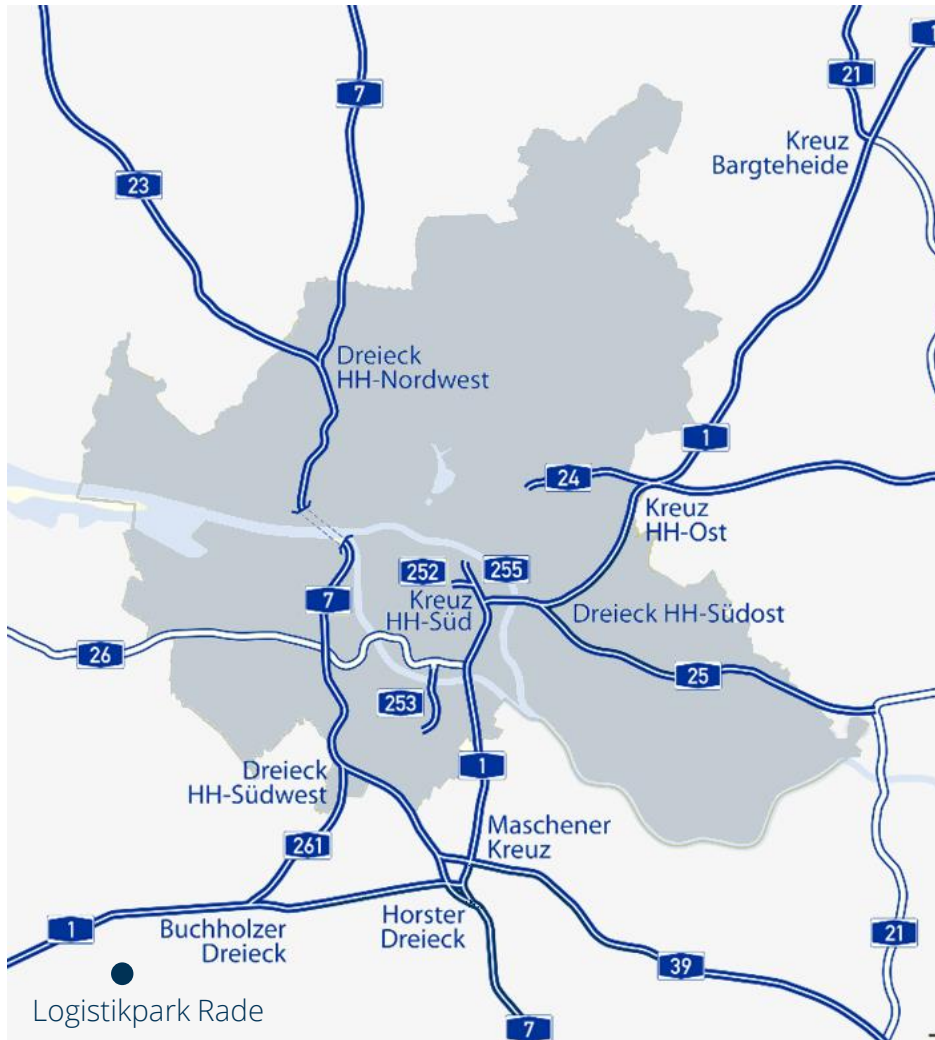 1
21
7
Kreuz
Bargteheide
23
Dreieck
HH-Nordwest
1
24
Kreuz
HH-Ost
252
255
7
Kreuz
HH-Süd
Dreieck HH-Südost
26
25
253
Dreieck
HH-Südwest
1
Maschener
Kreuz
261
1
Buchholzer
Dreieck
Horster
Dreieck
21
39
Logistikpark Rade
7